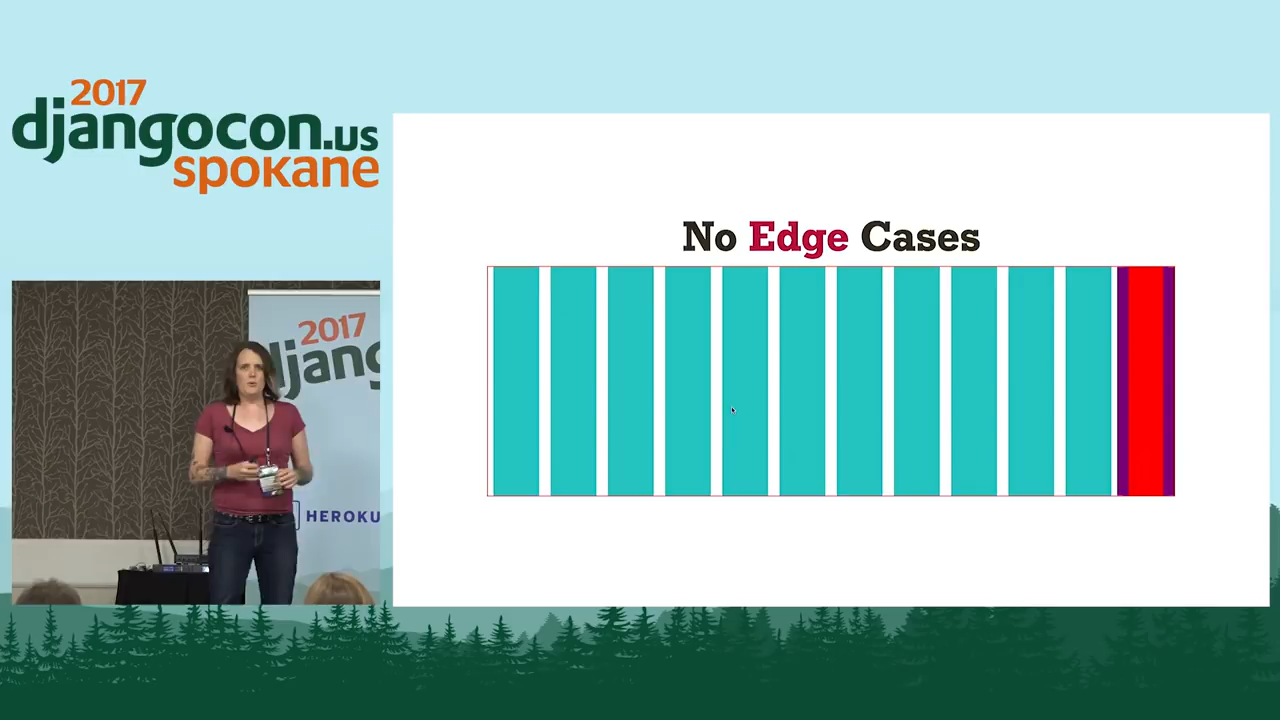 2017
djangocon.us
spokane
No Edge Cases
2017
djang
HEROKU